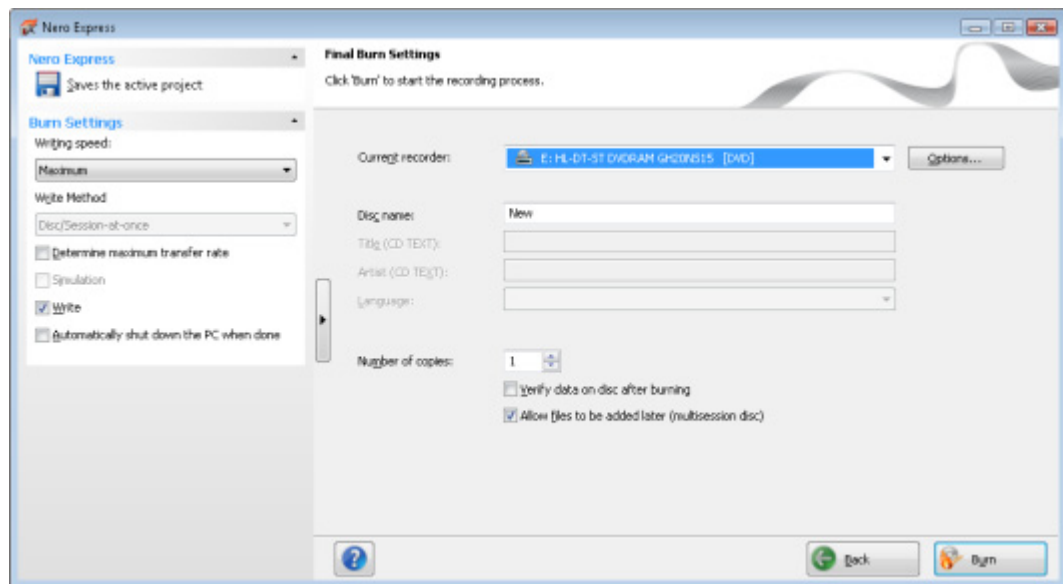 Nero Express
Nero Express
Saves the active project
Burn Settings
Writing speed:
Maximum
Write Method
Disc/Session-at-once
Determine maximum transfer rate
Simulation
Write
Automatically shut down the PC when done
Final Burn Settings
Click 'Burn' to start the recording process.
Current recorder:
E: HL-DT-ST DVDRAM GH20NS15 [DVD]
Options...
Disc name:
New
Title (CD TEXT):
Artist (CD TEXT):
Language:
Number of copies:
1
Verify data on disc after burning
Allow files to be added later (multisession disc)
?
Back
Burn